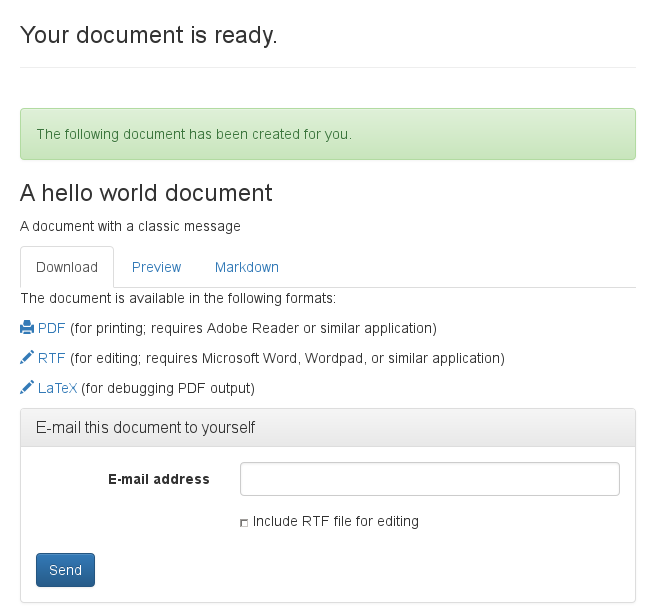 Your document is ready.
The following document has been created for you.
A hello world document
A document with a classic message
Download Preview Markdown
The document is available in the following formats:
PDF (for printing; requires Adobe Reader or similar application)
RTF (for editing; requires Microsoft Word, Wordpad, or similar application)
LaTeX (for debugging PDF output)
E-mail this document to yourself
E-mail address
Include RTF file for editing
Send